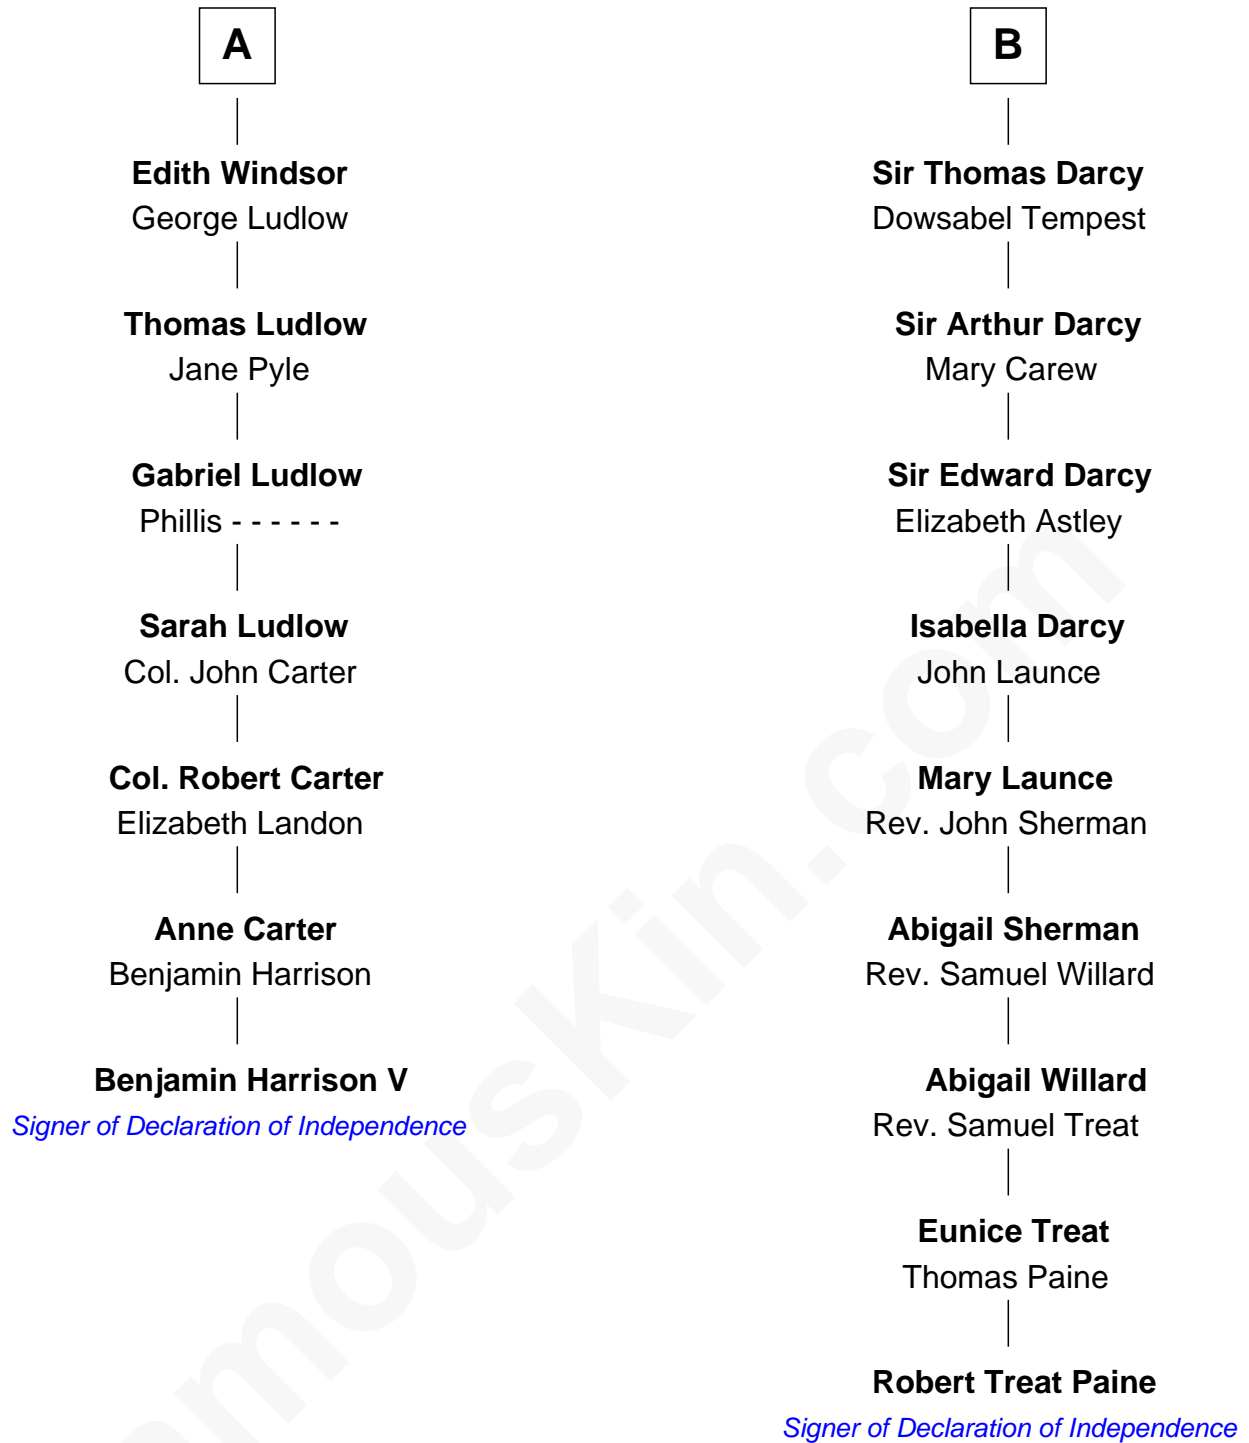 A
Edith Windsor
George Ludlow
Thomas Ludlow
Jane Pyle
Gabriel Ludlow
Phillis - - - - - -
Sarah Ludlow
Col. John Carter
Col. Robert Carter
Elizabeth Landon
Anne Carter
Benjamin Harrison
Benjamin Harrison V
Signer of Declaration of Independence
B
Sir Thomas Darcy
Dowsabel Tempest
Sir Arthur Darcy
Mary Carew
Sir Edward Darcy
Elizabeth Astley
Isabella Darcy
John Launce
Mary Launce
Rev. John Sherman
Abigail Sherman
Rev. Samuel Willard
Abigail Willard
Rev. Samuel Treat
Eunice Treat
Thomas Paine
Robert Treat Paine
Signer of Declaration of Independence
amousKin.com